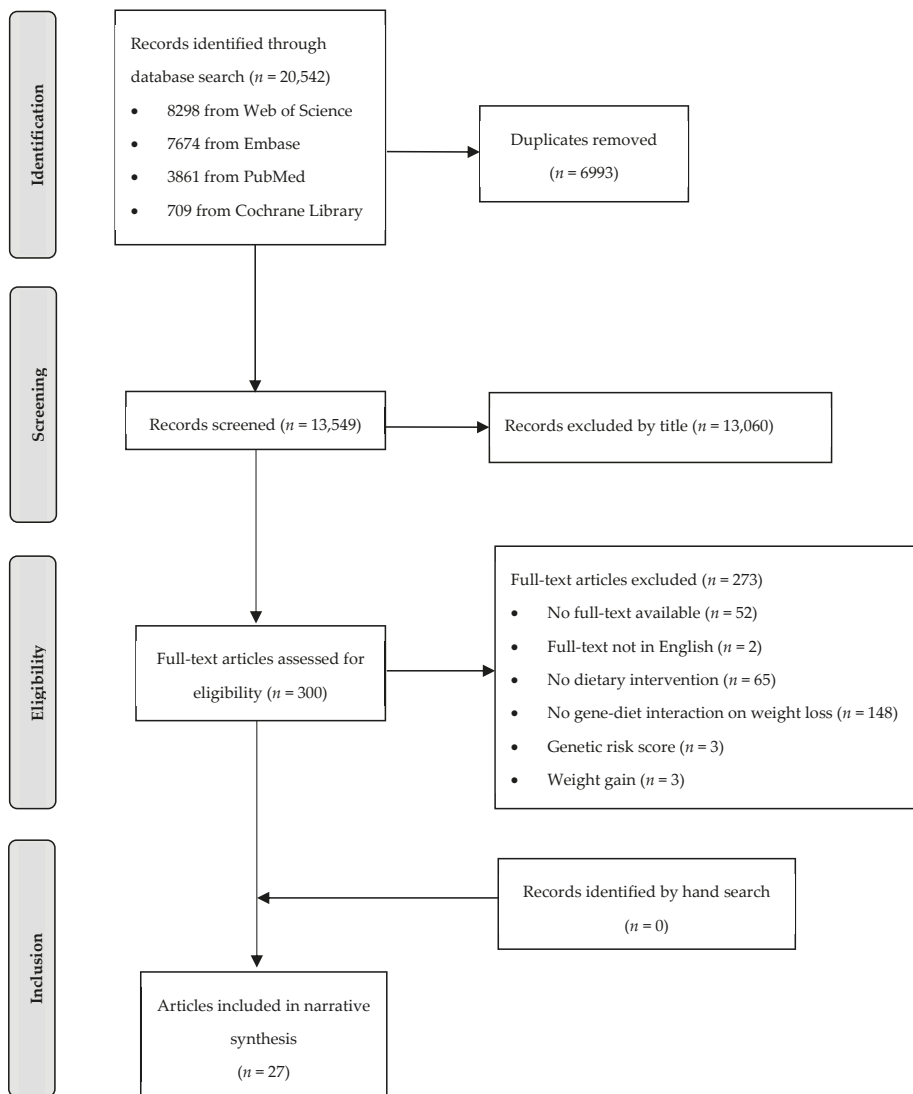 Identification
Records identified through
database search (n = 20,542)
• 8298 from Web of Science
• 7674 from Embase
• 3861 from PubMed
• 709 from Cochrane Library
Duplicates removed
(n = 6993)
Screening
Records screened (n = 13,549)
Records excluded by title (n = 13,060)
Eligibility
Full-text articles assessed for
eligibility (n = 300)
Full-text articles excluded (n = 273)
• No full-text available (n = 52)
• Full-text not in English (n = 2)
• No dietary intervention (n = 65)
• No gene-diet interaction on weight loss (n = 148)
• Genetic risk score (n = 3)
• Weight gain (n = 3)
Inclusion
Records identified by hand search
(n = 0)
Articles included in narrative
synthesis
(n = 27)